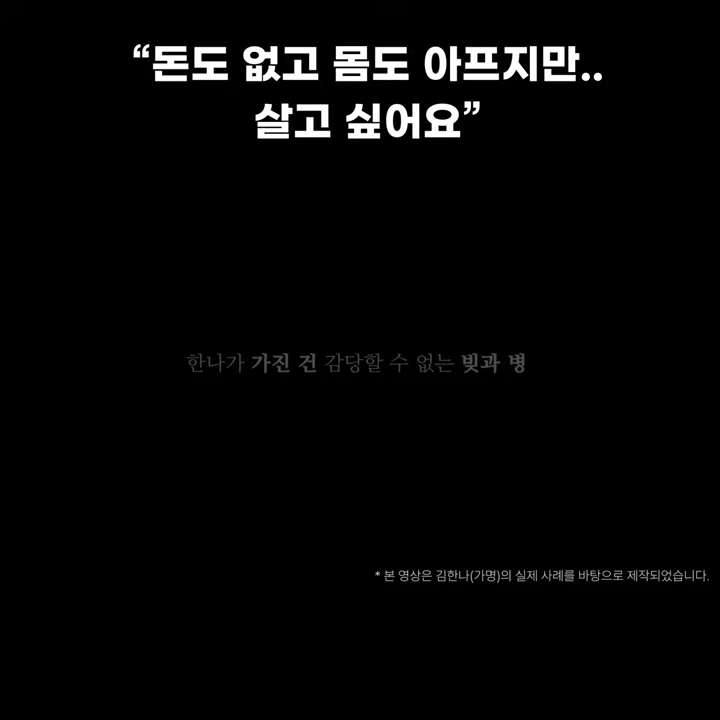 “돈도 없고 몸도 아프지만..
살고 싶어요”
한나가 가진 건 감당할 수 없는 빚과 병
* 본 영상은 김한나(가명)의 실제 사례를 바탕으로 제작되었습니다.